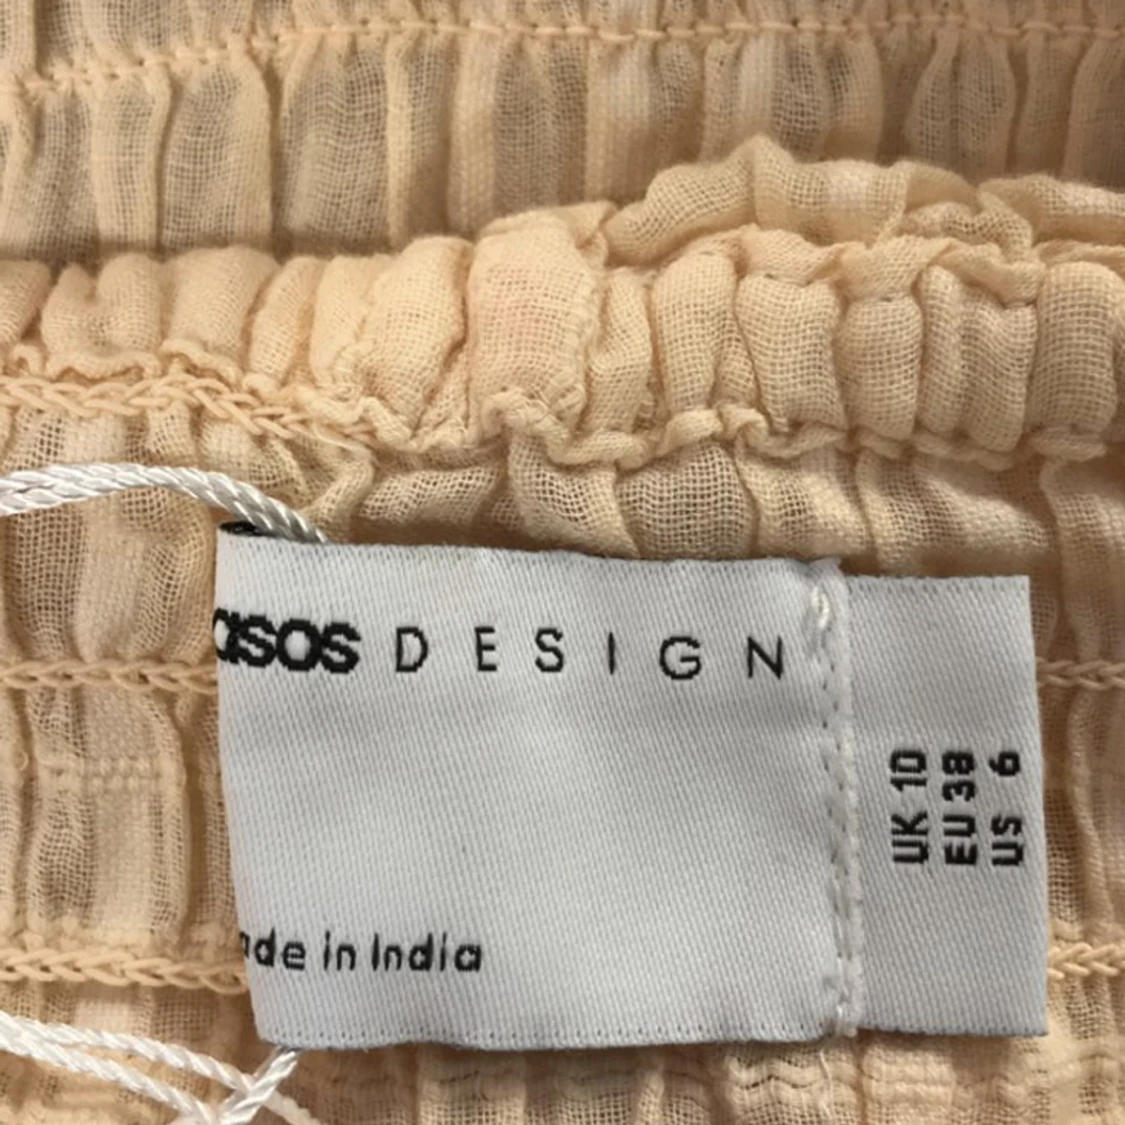 asos DESIGN
ade in India
UK 10
EU 38
US 6